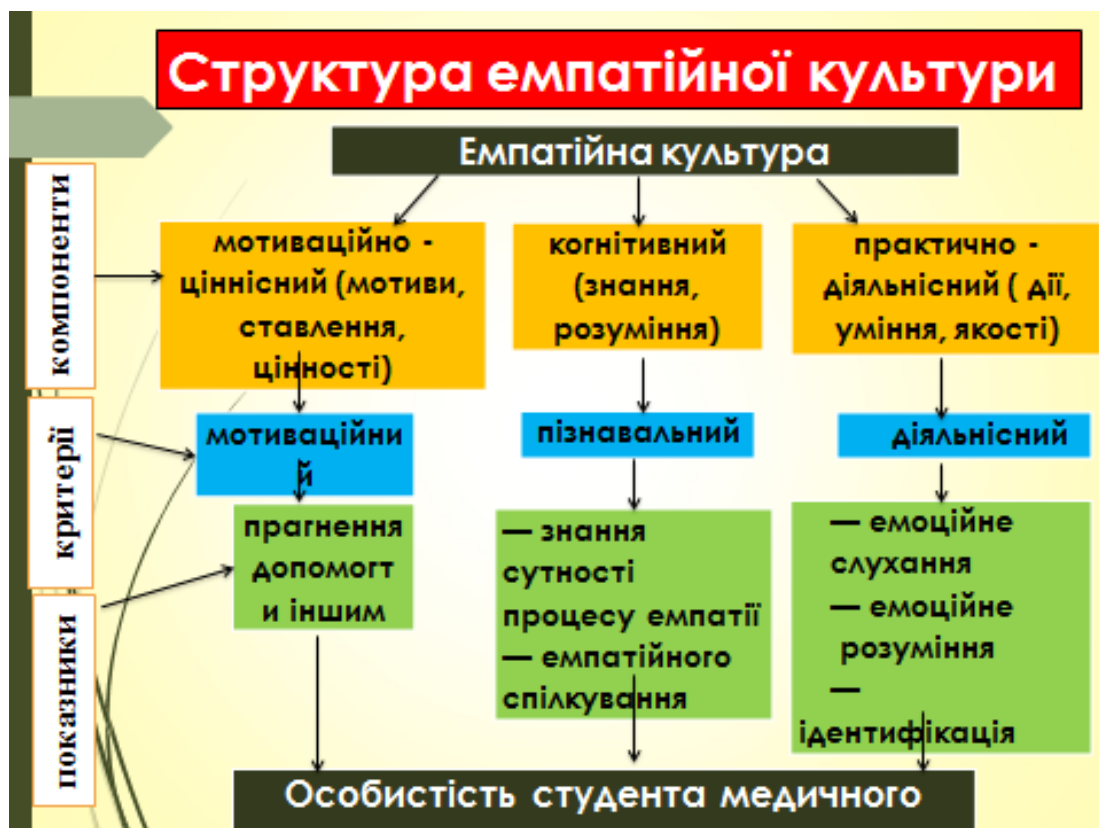 Структура емпатійної культури
Емпатійна культура
компоненти
мотиваційно -
ціннісний (мотиви,
ставлення,
цінності)
когнітивний
(знання,
розуміння)
практично -
діяльнісний ( дії,
уміння, якості)
критерії
мотиваційни
й
пізнавальний
діяльнісний
показники
прагнення
допомогт
и іншим
— знання
сутності
процесу емпатії
— емпатійного
спілкування
— емоційне
слухання
— емоційне
розуміння
—
ідентифікація
Особистість студента медичного